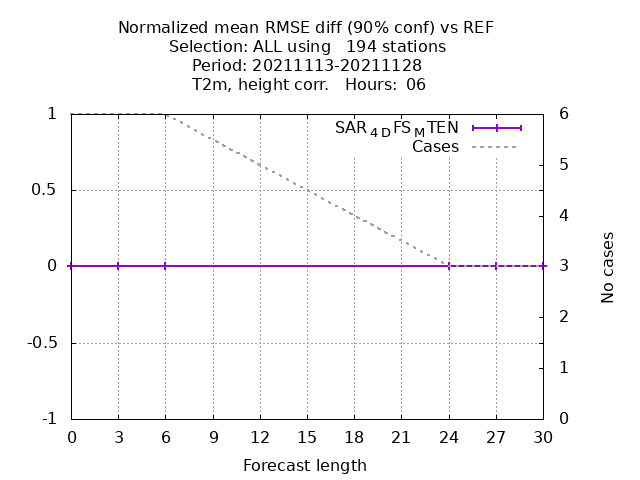 Normalized mean RMSE diff (90% conf) vs REF
Selection: ALL using   194 stations
Period: 20211113-20211128
T2m, height corr.   Hours: 06
SAR4DFSMTEN
Cases
1
0.5
0
-0.5
-1
6
5
4
3
2
1
0
No cases
0 3 6 9 12 15 18 21 24 27 30
Forecast length